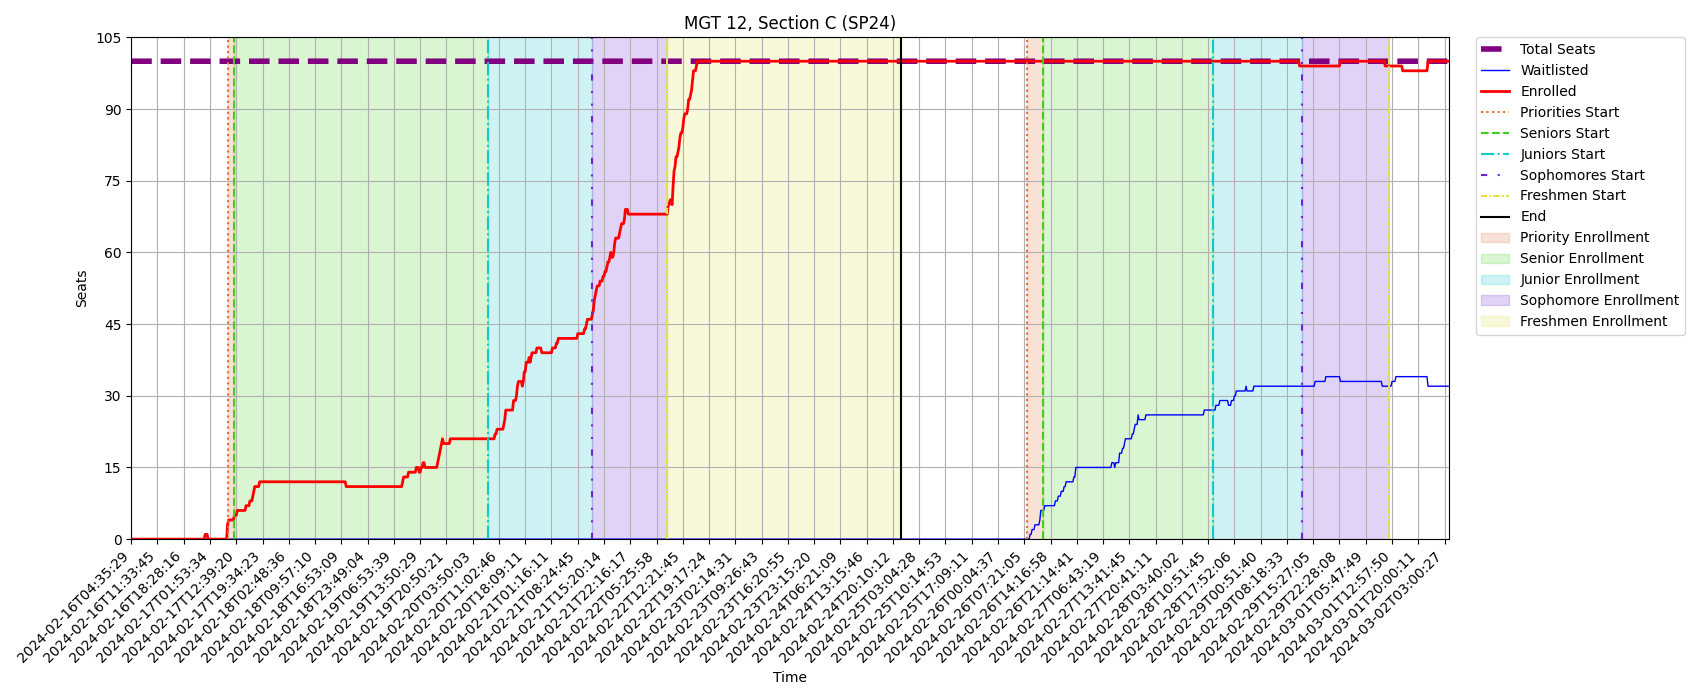 MGT 12, Section C (SP24)
105
90
75
60
45
30
15
0
Seats
2024-02-16T04:35:29
2024-02-16T11:33:45
2024-02-16T18:28:16
2024-02-17T01:53:34
2024-02-17T12:39:20
2024-02-17T19:34:23
2024-02-18T02:48:36
2024-02-18T09:57:10
2024-02-18T16:53:09
2024-02-18T23:49:04
2024-02-19T06:53:39
2024-02-19T13:50:29
2024-02-19T20:50:21
2024-02-20T03:50:03
2024-02-20T11:02:46
2024-02-20T18:09:11
2024-02-21T01:16:11
2024-02-21T08:24:45
2024-02-21T15:20:14
2024-02-21T22:16:17
2024-02-22T05:25:58
2024-02-22T12:21:45
2024-02-22T19:17:24
2024-02-23T02:14:31
2024-02-23T09:26:43
2024-02-23T16:20:55
2024-02-23T23:15:20
2024-02-24T06:21:09
2024-02-24T13:15:46
2024-02-24T20:10:12
2024-02-25T03:04:28
2024-02-25T10:14:53
2024-02-25T17:09:11
2024-02-26T00:04:37
2024-02-26T07:21:05
2024-02-26T14:16:58
2024-02-26T21:14:41
2024-02-27T06:43:19
2024-02-27T13:41:45
2024-02-27T20:41:11
2024-02-28T03:40:02
2024-02-28T10:51:45
2024-02-28T17:52:06
2024-02-29T00:51:40
2024-02-29T08:18:33
2024-02-29T15:27:05
2024-02-29T22:28:08
2024-03-01T05:47:49
2024-03-01T12:57:50
2024-03-01T20:00:11
2024-03-02T03:00:27
Time
Total Seats
Waitlisted
Enrolled
Priorities Start
Seniors Start
Juniors Start
Sophomores Start
Freshmen Start
End
Priority Enrollment
Senior Enrollment
Junior Enrollment
Sophomore Enrollment
Freshmen Enrollment